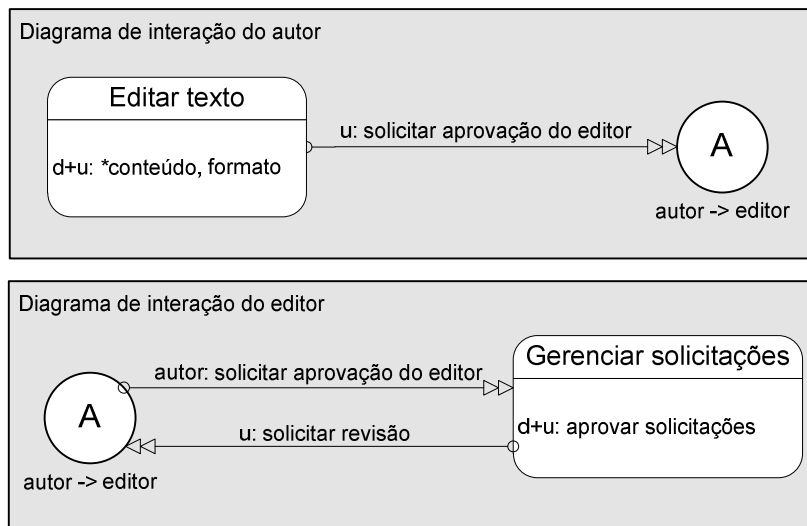 Diagrama de interação do autor
Editar texto
d+u: *conteúdo, formato
u: solicitar aprovação do editor
A
autor -> editor
Diagrama de interação do editor
A
autor -> editor
autor: solicitar aprovação do editor
u: solicitar revisão
Gerenciar solicitações
d+u: aprovar solicitações